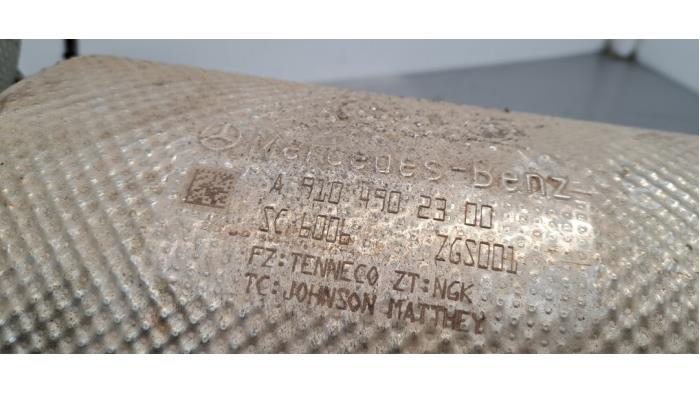 Mercedes-Benz
A 910 490 23 00
SC 6006 ZGS001
FZ:TENNECO ZT:NGK
TC: JOHNSON MATTHEY